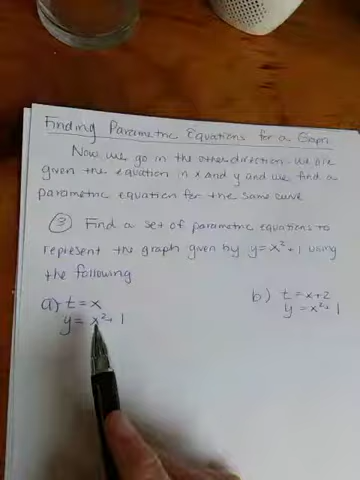 Finding Parametric Equations for a Graph
Now we go in the other direction - we are
given the equation in x and y and we find a
parametric equation for the same curve
③ Find a set of parametric equations to
represent the graph given by y = x² + 1 using
the following
a) t = x
y = x² + 1
b) t = x + 2
y = x² + 1